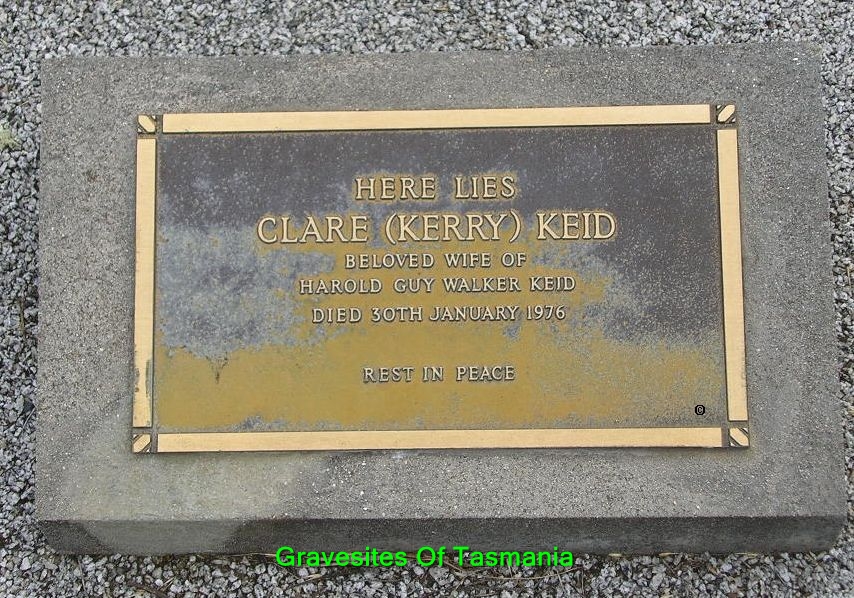 HERE LIES
CLARE (KERRY) KEID
BELOVED WIFE OF
HAROLD GUY WALKER KEID
DIED 30TH JANUARY 1976
REST IN PEACE
Gravesites Of Tasmania